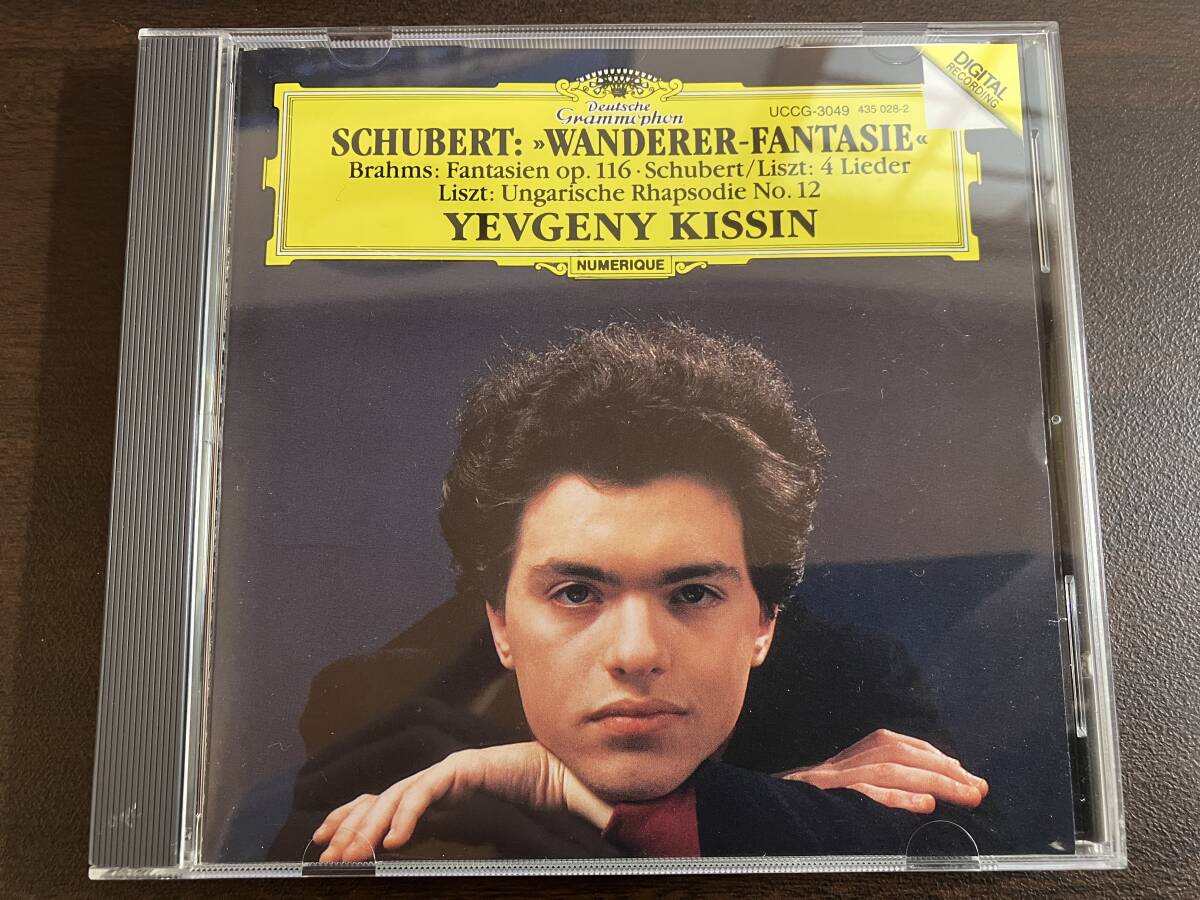 DIGITAL
RECORDING
Deutsche
Grammophon
UCCG-3049 435 028-2
SCHUBERT: »WANDERER-FANTASIE«
Brahms: Fantasien op. 116 · Schubert/Liszt: 4 Lieder
Liszt: Ungarische Rhapsodie No. 12
YEVGENY KISSIN
NUMERIQUE